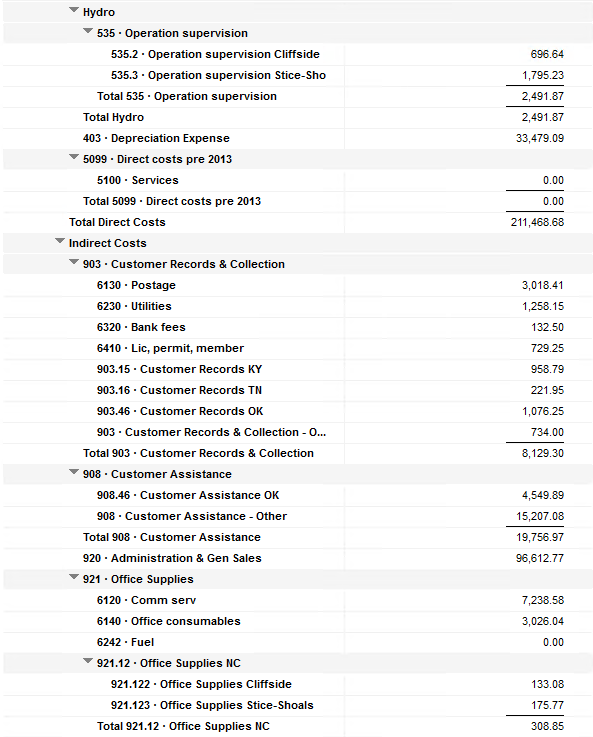 Hydro
535 · Operation supervision
535.2 · Operation supervision Cliffside 696.64
535.3 · Operation supervision Stice-Sho 1,795.23
Total 535 · Operation supervision 2,491.87
Total Hydro 2,491.87
403 · Depreciation Expense 33,479.09
5099 · Direct costs pre 2013
5100 · Services 0.00
Total 5099 · Direct costs pre 2013 0.00
Total Direct Costs 211,468.68
Indirect Costs
903 · Customer Records & Collection
6130 · Postage 3,018.41
6230 · Utilities 1,258.15
6320 · Bank fees 132.50
6410 · Lic, permit, member 729.25
903.15 · Customer Records KY 958.79
903.16 · Customer Records TN 221.95
903.46 · Customer Records OK 1,076.25
903 · Customer Records & Collection - O... 734.00
Total 903 · Customer Records & Collection 8,129.30
908 · Customer Assistance
908.46 · Customer Assistance OK 4,549.89
908 · Customer Assistance - Other 15,207.08
Total 908 · Customer Assistance 19,756.97
920 · Administration & Gen Sales 96,612.77
921 · Office Supplies
6120 · Comm serv 7,238.58
6140 · Office consumables 3,026.04
6242 · Fuel 0.00
921.12 · Office Supplies NC
921.122 · Office Supplies Cliffside 133.08
921.123 · Office Supplies Stice-Shoals 175.77
Total 921.12 · Office Supplies NC 308.85